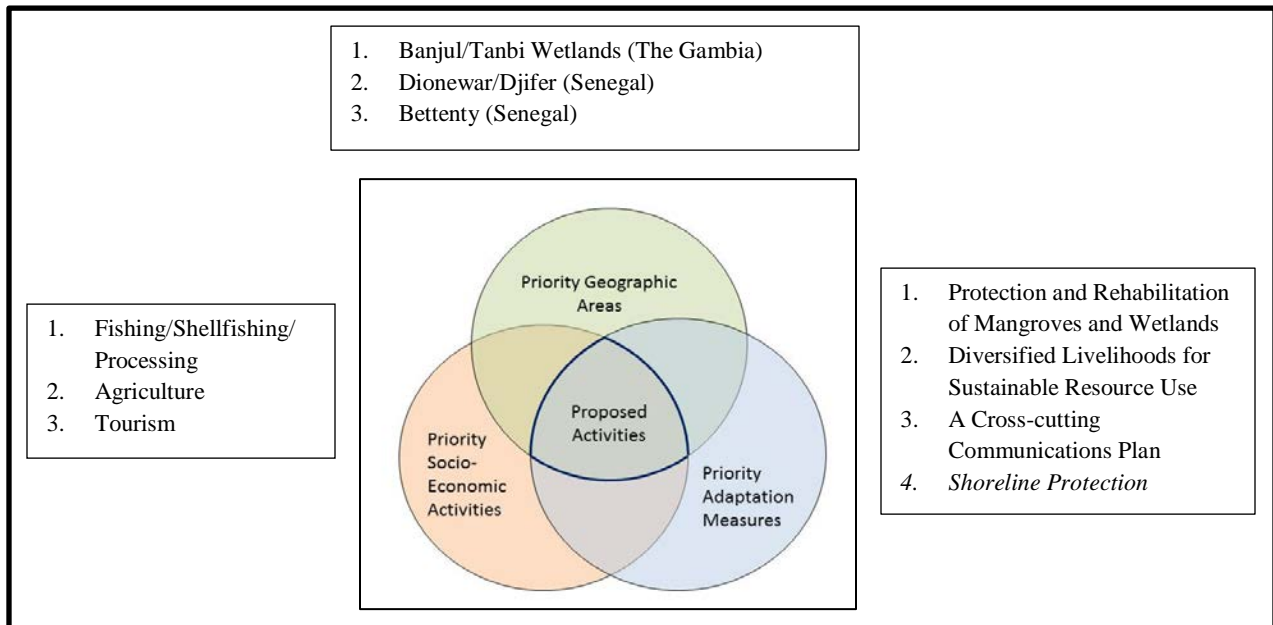 1. Banjul/Tanbi Wetlands (The Gambia)
2. Dionewar/Djifer (Senegal)
3. Bettenty (Senegal)
Priority Geographic
Areas
1. Fishing/Shellfishing/
Processing
2. Agriculture
3. Tourism
Proposed
Activities
Priority
Socio-
Economic
Activities
Priority
Adaptation
Measures
1. Protection and Rehabilitation
of Mangroves and Wetlands
2. Diversified Livelihoods for
Sustainable Resource Use
3. A Cross-cutting
Communications Plan
4. Shoreline Protection